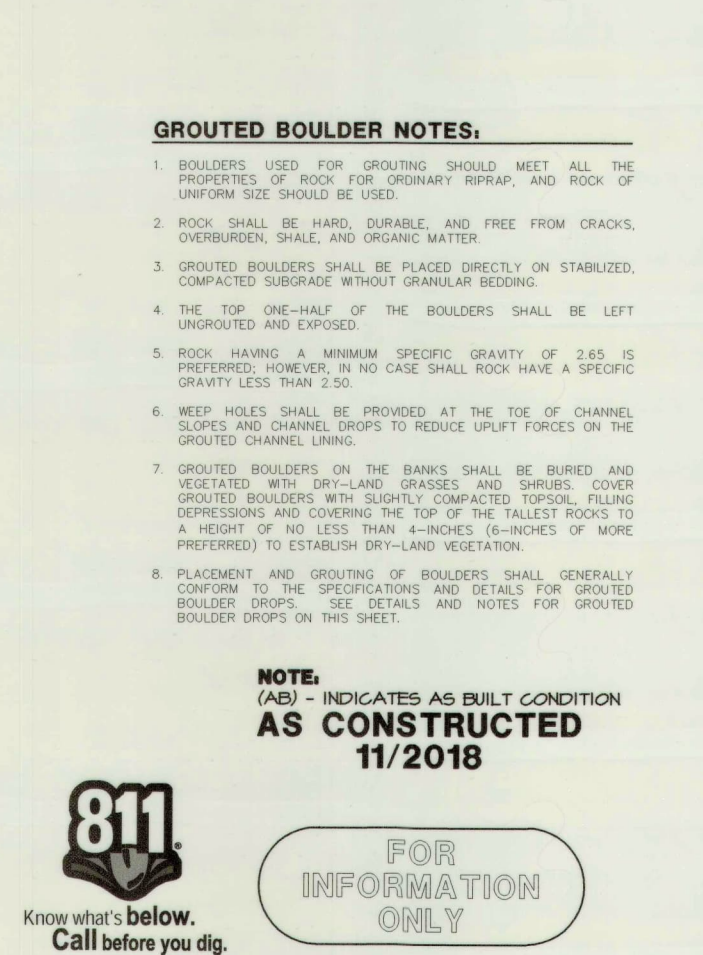 GROUTED BOULDER NOTES:
1. BOULDERS USED FOR GROUTING SHOULD MEET ALL THE
PROPERTIES OF ROCK FOR ORDINARY RIPRAP, AND ROCK OF
UNIFORM SIZE SHOULD BE USED.
2. ROCK SHALL BE HARD, DURABLE, AND FREE FROM CRACKS,
OVERBURDEN, SHALE, AND ORGANIC MATTER.
3. GROUTED BOULDERS SHALL BE PLACED DIRECTLY ON STABILIZED,
COMPACTED SUBGRADE WITHOUT GRANULAR BEDDING.
4. THE TOP ONE-HALF OF THE BOULDERS SHALL BE LEFT
UNGROUTED AND EXPOSED.
5. ROCK HAVING A MINIMUM SPECIFIC GRAVITY OF 2.65 IS
PREFERRED; HOWEVER, IN NO CASE SHALL ROCK HAVE A SPECIFIC
GRAVITY LESS THAN 2.50.
6. WEEP HOLES SHALL BE PROVIDED AT THE TOE OF CHANNEL
SLOPES AND CHANNEL DROPS TO REDUCE UPLIFT FORCES ON THE
GROUTED CHANNEL LINING.
7. GROUTED BOULDERS ON THE BANKS SHALL BE BURIED AND
VEGETATED WITH DRY-LAND GRASSES AND SHRUBS. COVER
GROUTED BOULDERS WITH SLIGHTLY COMPACTED TOPSOIL, FILLING
DEPRESSIONS AND COVERING THE TOP OF THE TALLEST ROCKS TO
A HEIGHT OF NO LESS THAN 4-INCHES (6-INCHES OF MORE
PREFERRED) TO ESTABLISH DRY-LAND VEGETATION.
8. PLACEMENT AND GROUTING OF BOULDERS SHALL GENERALLY
CONFORM TO THE SPECIFICATIONS AND DETAILS FOR GROUTED
BOULDER DROPS. SEE DETAILS AND NOTES FOR GROUTED
BOULDER DROPS ON THIS SHEET.
NOTE:
(AB) - INDICATES AS BUILT CONDITION
AS CONSTRUCTED
11/2018
811®
Know what's below.
Call before you dig.
FOR
INFORMATION
ONLY